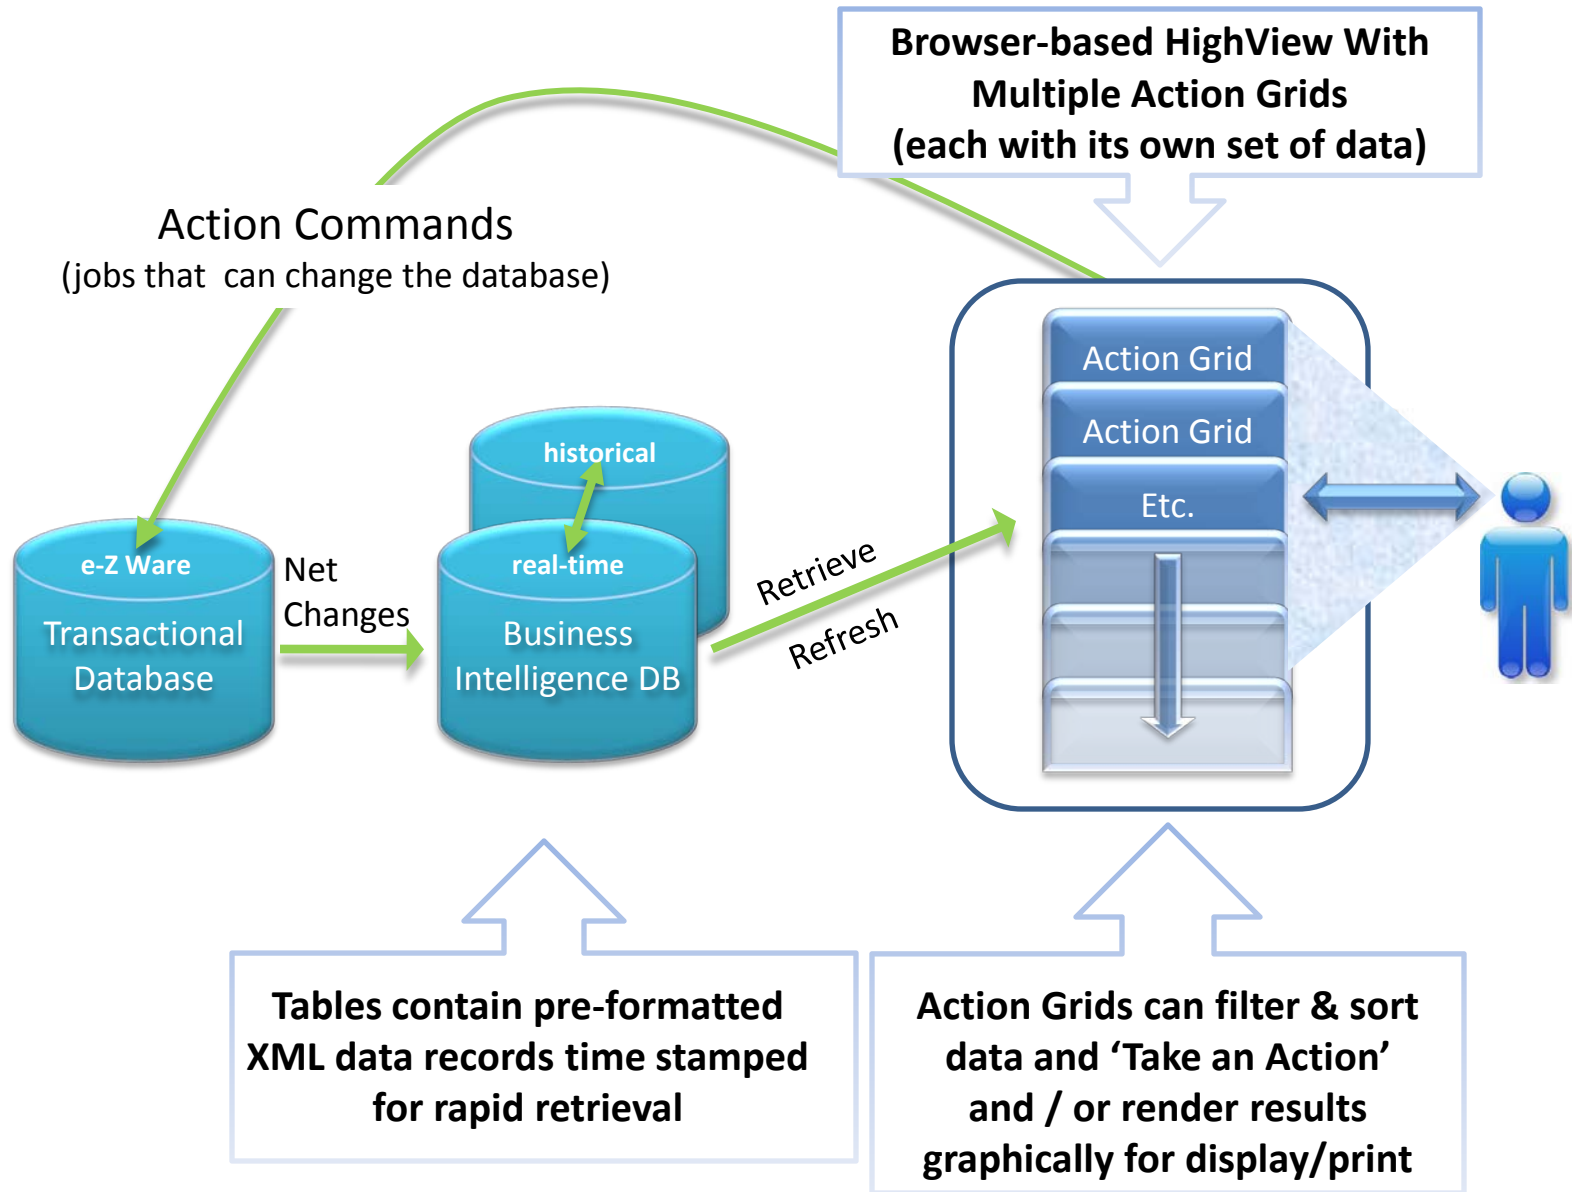 Browser-based HighView With
Multiple Action Grids
(each with its own set of data)
Action Commands
(jobs that can change the database)
Action Grid
Action Grid
Etc.
historical
real-time
Business
Intelligence DB
e-Z Ware
Transactional
Database
Net
Changes
Retrieve
Refresh
Tables contain pre-formatted
XML data records time stamped
for rapid retrieval
Action Grids can filter & sort
data and ‘Take an Action’
and / or render results
graphically for display/print